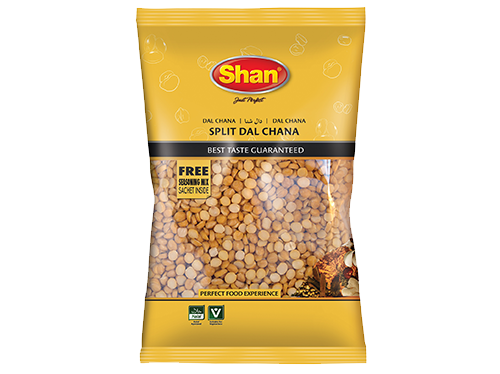 Shan®
Just Perfect
DAL CHANA | دال شنا | DAL CHANA
SPLIT DAL CHANA
BEST TASTE GUARANTEED
FREE
SEASONING MIX
SACHET INSIDE
PERFECT FOOD EXPERIENCE
V